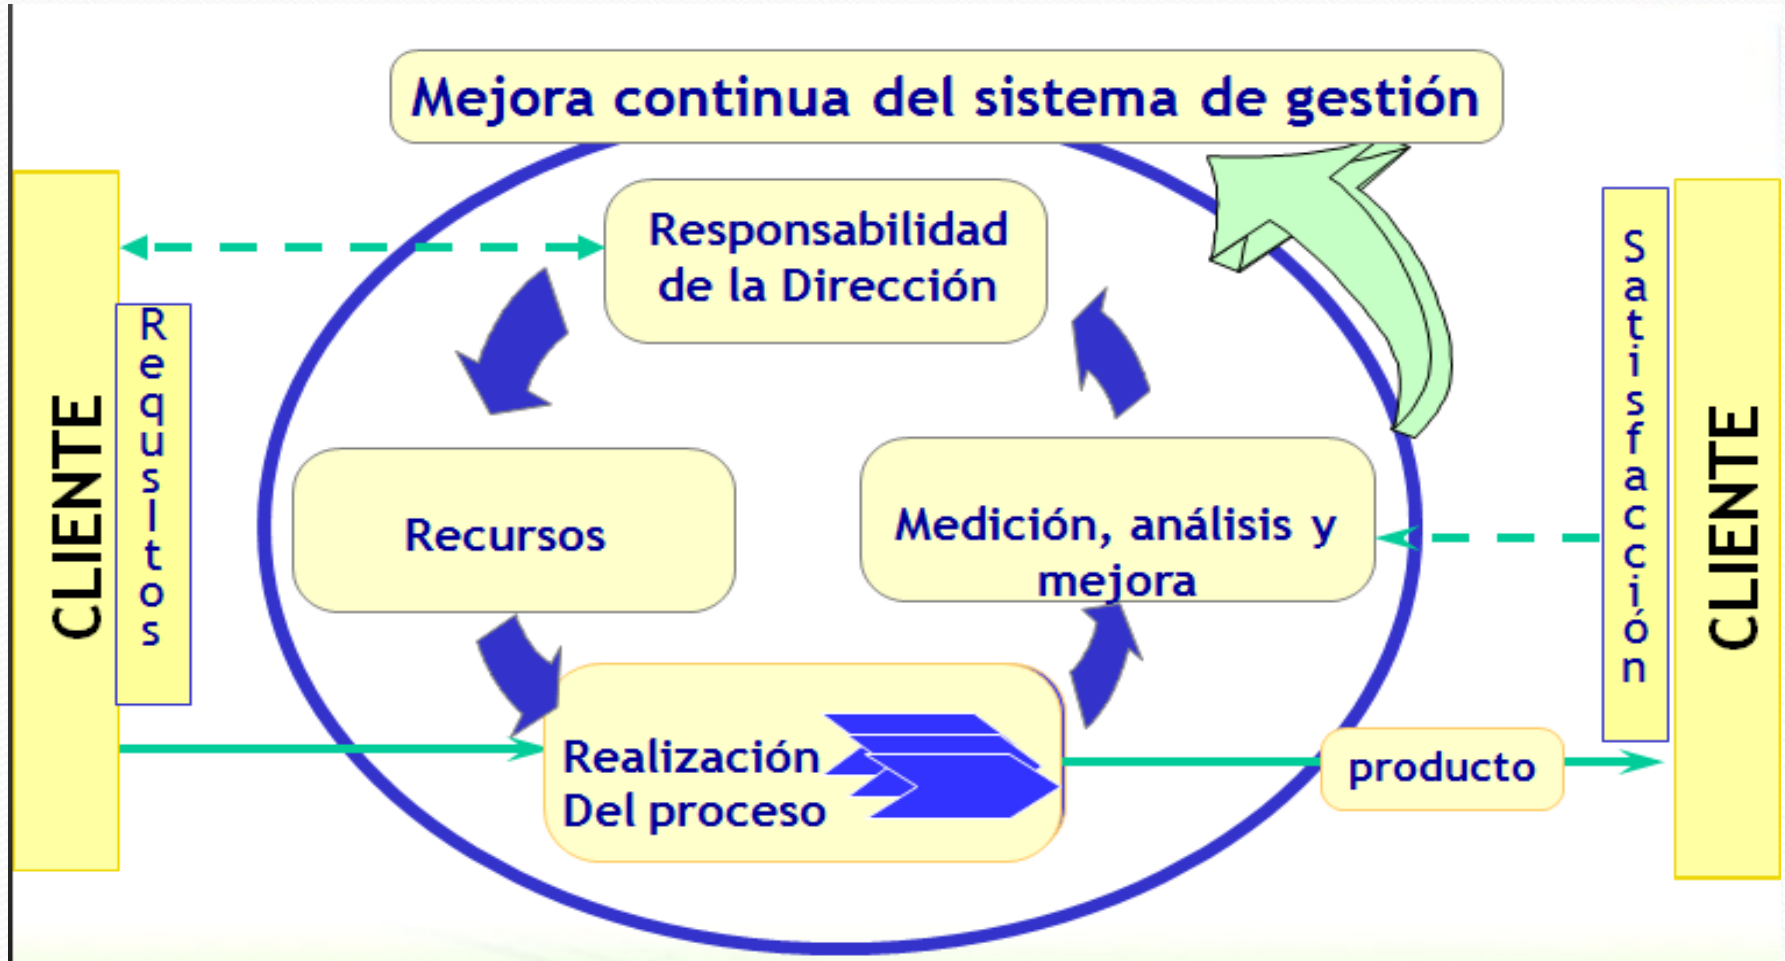 Mejora continua del sistema de gestión
CLIENTE
RequsItos
Responsabilidad
de la Dirección
Recursos
Medición, análisis y
mejora
Realización
Del proceso
producto
Satisfacción
CLIENTE